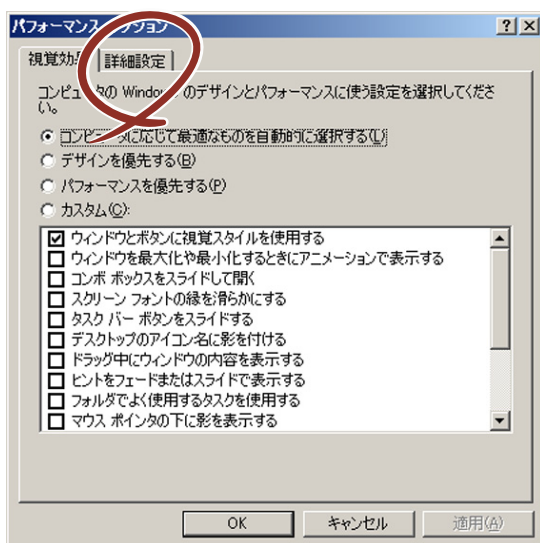 パフォーマンス オプション
視覚効果
詳細設定
コンピュータの Windows のデザインとパフォーマンスに使う設定を選択してくださ
い。
コンピュータに応じて最適なものを自動的に選択する(L)
デザインを優先する(B)
パフォーマンスを優先する(P)
カスタム(C):
ウィンドウとボタンに視覚スタイルを使用する
ウィンドウを最大化や最小化するときにアニメーションで表示する
コンボ ボックスをスライドして開く
スクリーン フォントの縁を滑らかにする
タスク バー ボタンをスライドする
デスクトップのアイコン名に影を付ける
ドラッグ中にウィンドウの内容を表示する
ヒントをフェードまたはスライドで表示する
フォルダでよく使用するタスクを使用する
マウス ポインタの下に影を表示する
OK
キャンセル
適用(A)